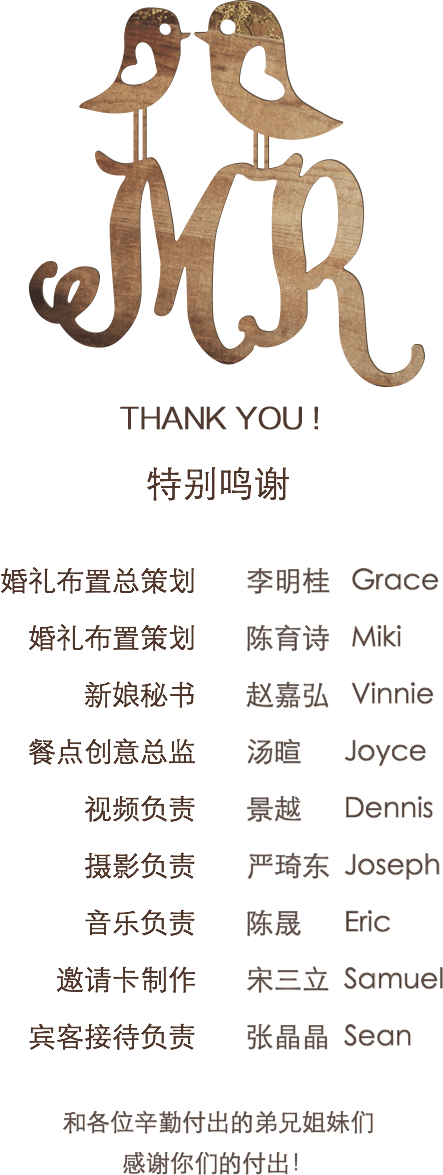 MR
THANK YOU !
特别鸣谢
婚礼布置总策划 李明桂 Grace
婚礼布置策划 陈育诗 Miki
新娘秘书 赵嘉弘 Vinnie
餐点创意总监 汤暄 Joyce
视频负责 景越 Dennis
摄影负责 严琦东 Joseph
音乐负责 陈晟 Eric
邀请卡制作 宋三立 Samuel
宾客接待负责 张晶晶 Sean
和各位辛勤付出的弟兄姐妹们
感谢你们的付出！